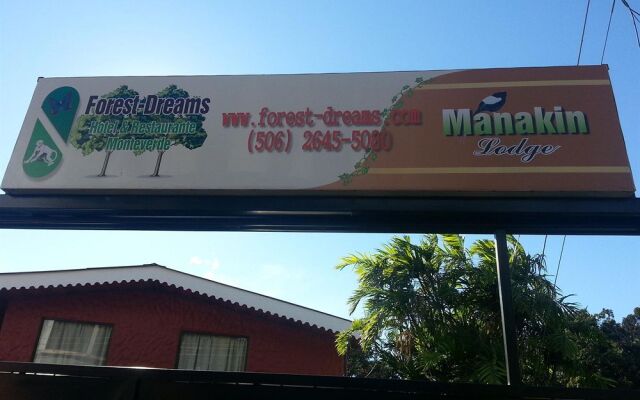 Forest-Dreams
Hotel & Restaurante
Monteverde
www.forest-dreams.com
(506) 2645-5080
Manakin
Lodge